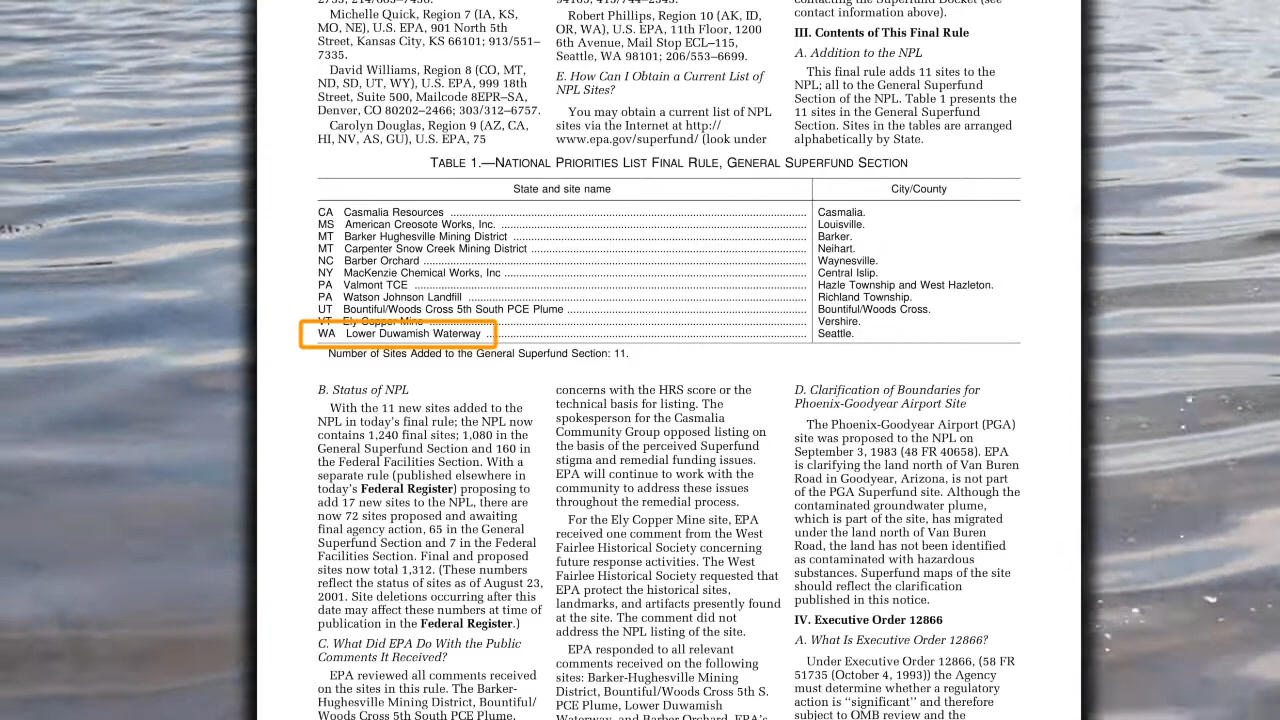 Michelle Quick, Region 7 (IA, KS,
MO, NE), U.S. EPA, 901 North 5th
Street, Kansas City, KS 66101; 913/551–
7335.
David Williams, Region 8 (CO, MT,
ND, SD, UT, WY), U.S. EPA, 999 18th
Street, Suite 500, Mailcode 8EPR–SA,
Denver, CO 80202–2466; 303/312–6757.
Carolyn Douglas, Region 9 (AZ, CA,
HI, NV, AS, GU), U.S. EPA, 75
Robert Phillips, Region 10 (AK, ID,
OR, WA), U.S. EPA, 11th Floor, 1200
6th Avenue, Mail Stop ECL–115,
Seattle, WA 98101; 206/553–6699.
E. How Can I Obtain a Current List of
NPL Sites?
You may obtain a current list of NPL
sites via the Internet at http://
www.epa.gov/superfund/ (look under
contacting the Superfund Docket (see
contact information above).
III. Contents of This Final Rule
A. Addition to the NPL
This final rule adds 11 sites to the
NPL; all to the General Superfund
Section of the NPL. Table 1 presents the
11 sites in the General Superfund
Section. Sites in the tables are arranged
alphabetically by State.
TABLE 1.—NATIONAL PRIORITIES LIST FINAL RULE, GENERAL SUPERFUND SECTION
State and site name City/County
CA Casmalia Resources Casmalia.
MS American Creosote Works, Inc. Louisville.
MT Barker Hughesville Mining District Barker.
MT Carpenter Snow Creek Mining District Neihart.
NC Barber Orchard Waynesville.
NY MacKenzie Chemical Works, Inc Central Islip.
PA Valmont TCE Hazle Township and West Hazleton.
PA Watson Johnson Landfill Richland Township.
UT Bountiful/Woods Cross 5th South PCE Plume Bountiful/Woods Cross.
VT Ely Copper Mine Vershire.
WA Lower Duwamish Waterway Seattle.
Number of Sites Added to the General Superfund Section: 11.
B. Status of NPL
With the 11 new sites added to the
NPL in today's final rule; the NPL now
contains 1,240 final sites; 1,080 in the
General Superfund Section and 160 in
the Federal Facilities Section. With a
separate rule (published elsewhere in
today's Federal Register) proposing to
add 17 new sites to the NPL, there are
now 72 sites proposed and awaiting
final agency action, 65 in the General
Superfund Section and 7 in the Federal
Facilities Section. Final and proposed
sites now total 1,312. (These numbers
reflect the status of sites as of August 23,
2001. Site deletions occurring after this
date may affect these numbers at time of
publication in the Federal Register.)
C. What Did EPA Do With the Public
Comments It Received?
EPA reviewed all comments received
on the sites in this rule. The Barker-
Hughesville Mining District, Bountiful/
Woods Cross 5th South PCE Plume,
concerns with the HRS score or the
technical basis for listing. The
spokesperson for the Casmalia
Community Group opposed listing on
the basis of the perceived Superfund
stigma and remedial funding issues.
EPA will continue to work with the
community to address these issues
throughout the remedial process.
For the Ely Copper Mine site, EPA
received one comment from the West
Fairlee Historical Society concerning
future response activities. The West
Fairlee Historical Society requested that
EPA protect the historical sites,
landmarks, and artifacts presently found
at the site. The comment did not
address the NPL listing of the site.
EPA responded to all relevant
comments received on the following
sites: Barker-Hughesville Mining
District, Bountiful/Woods Cross 5th S.
PCE Plume, Lower Duwamish
Waterway, and Barber Orchard. EPA's
D. Clarification of Boundaries for
Phoenix-Goodyear Airport Site
The Phoenix-Goodyear Airport (PGA)
site was proposed to the NPL on
September 3, 1983 (48 FR 40658). EPA
is clarifying the land north of Van Buren
Road in Goodyear, Arizona, is not part
of the PGA Superfund site. Although the
contaminated groundwater plume,
which is part of the site, has migrated
under the land north of Van Buren
Road, the land has not been identified
as contaminated with hazardous
substances. Superfund maps of the site
should reflect the clarification
published in this notice.
IV. Executive Order 12866
A. What Is Executive Order 12866?
Under Executive Order 12866, (58 FR
51735 (October 4, 1993)) the Agency
must determine whether a regulatory
action is ‘‘significant’’ and therefore
subject to OMB review and the